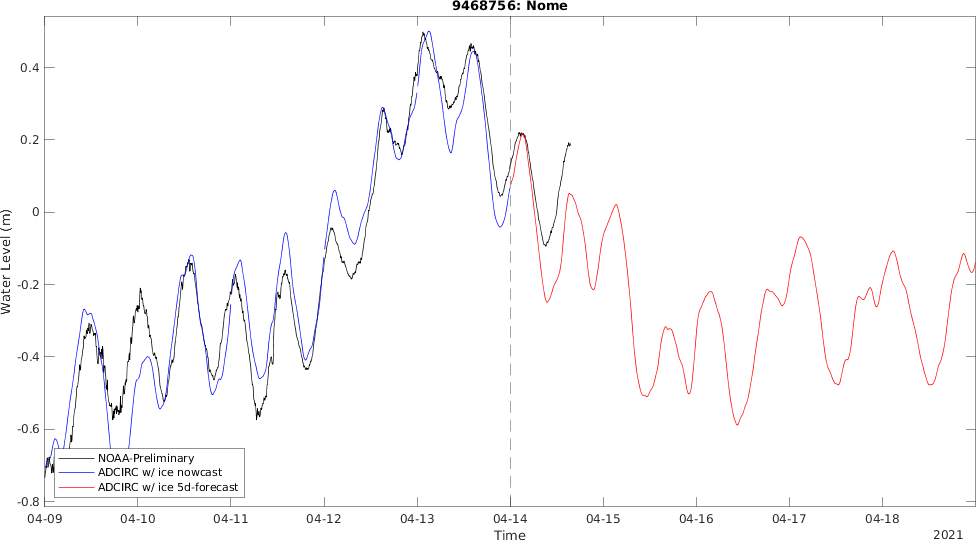 9468756: Nome
Water Level (m)
0.4
0.2
0
-0.2
-0.4
-0.6
-0.8
NOAA-Preliminary
ADCIRC w/ ice nowcast
ADCIRC w/ ice 5d-forecast
04-09 04-10 04-11 04-12 04-13 04-14 04-15 04-16 04-17 04-18
Time
2021